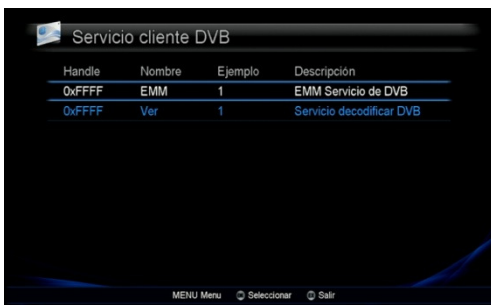 Servicio cliente DVB
Handle Nombre Ejemplo Descripción
0xFFFF EMM 1 EMM Servicio de DVB
0xFFFF Ver 1 Servicio decodificar DVB
MENU Menu Seleccionar Salir